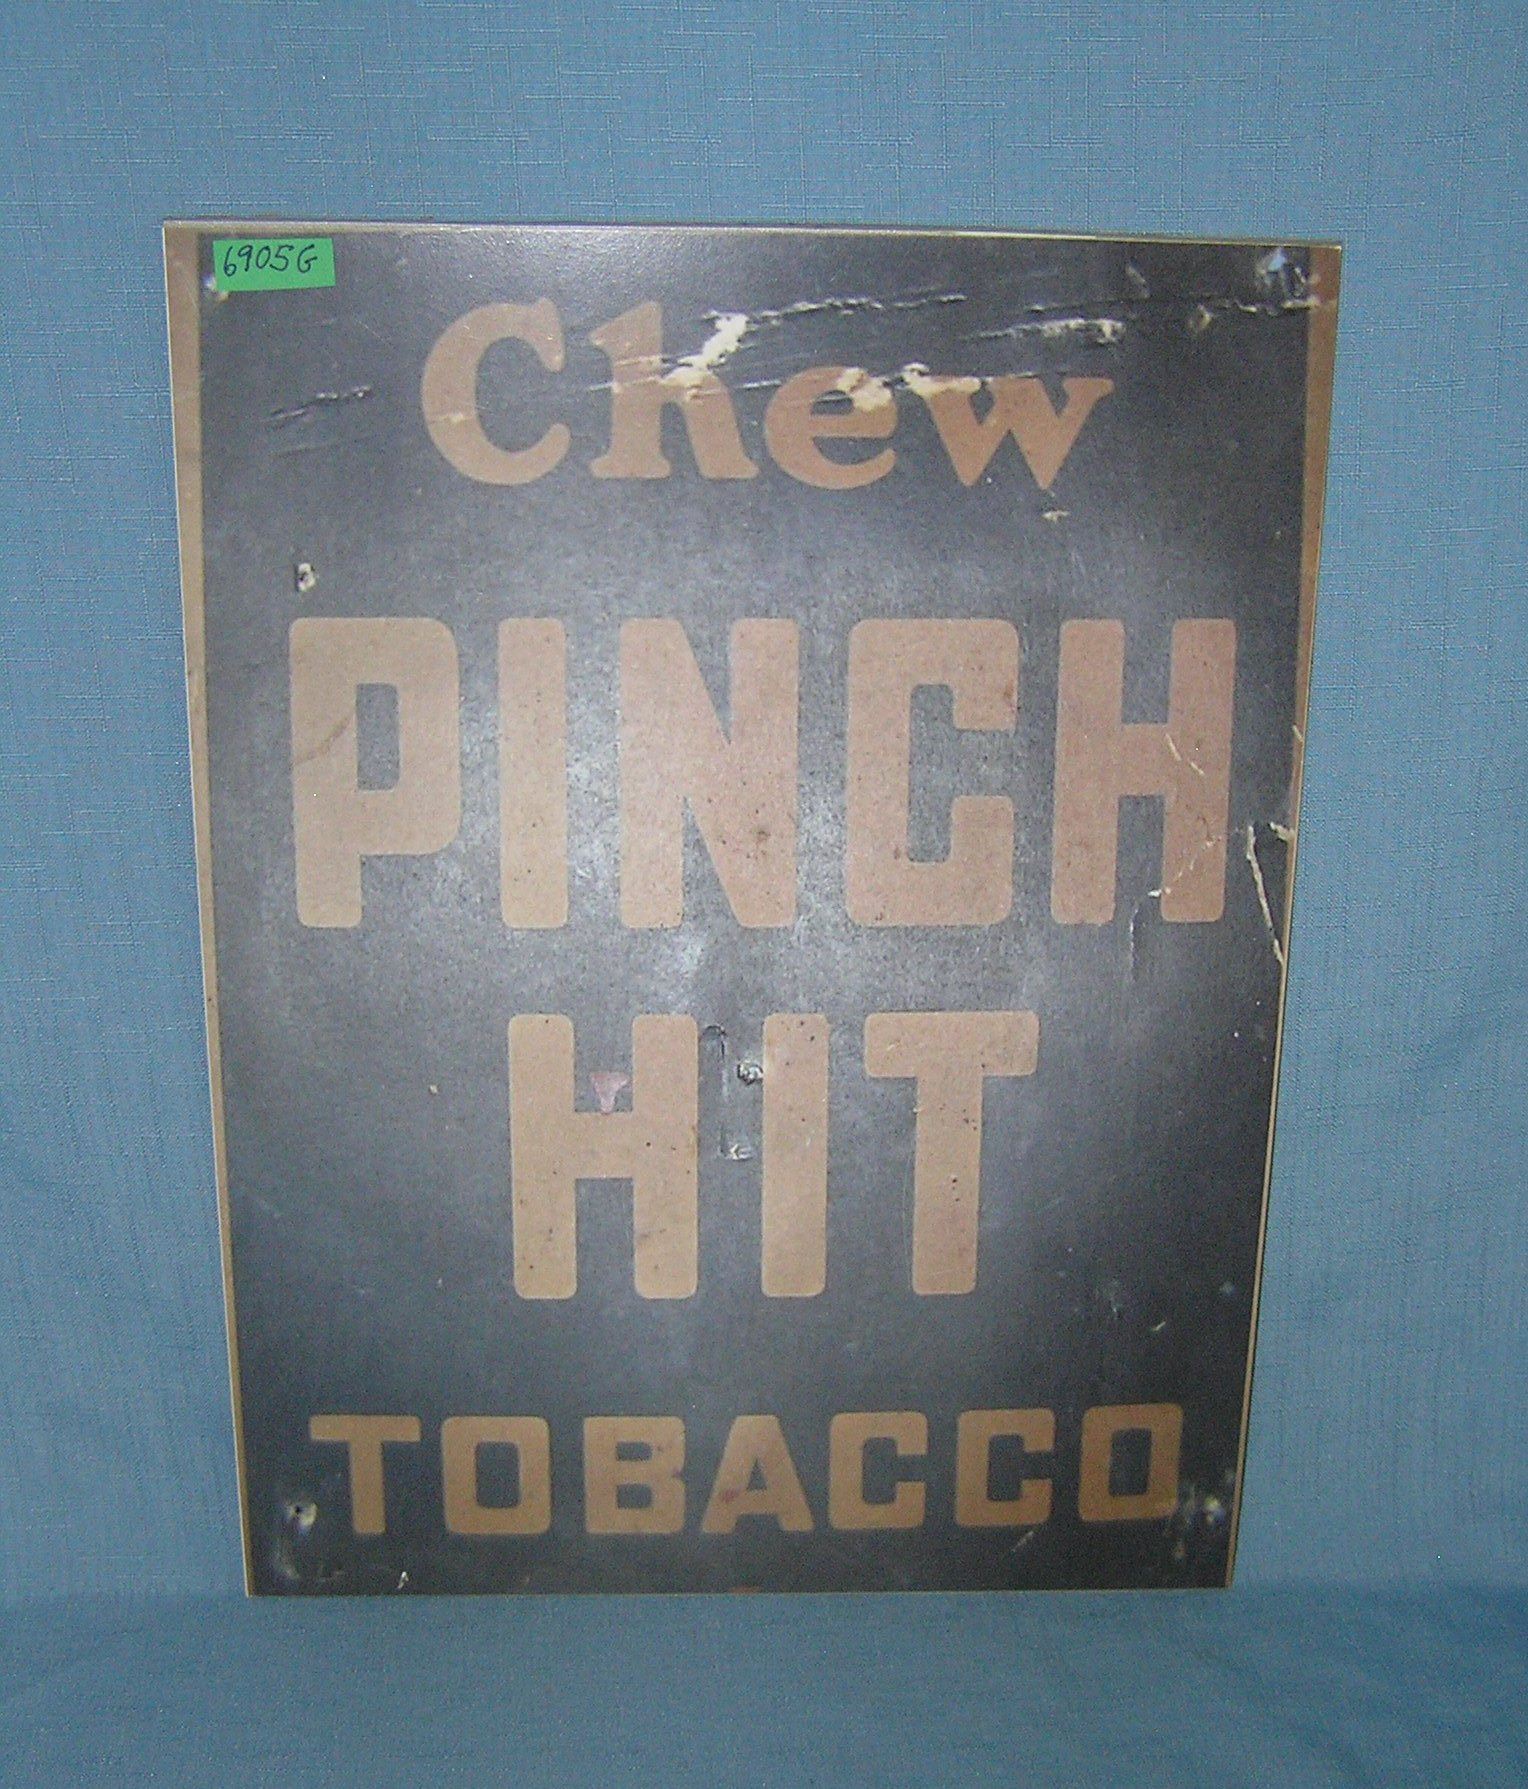 6905G
Chew
PINCH
HIT
TOBACCO